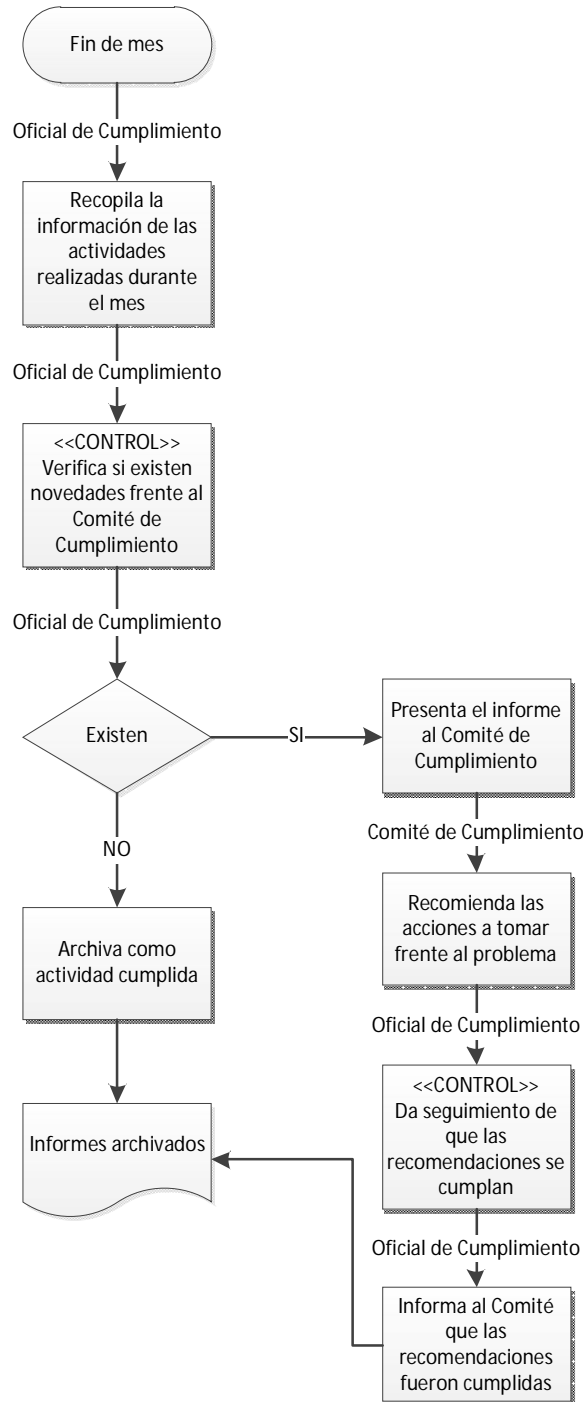 Fin de mes
Oficial de Cumplimiento
Recopila la
información de las
actividades
realizadas durante
el mes
Oficial de Cumplimiento
<<CONTROL>>
Verifica si existen
novedades frente al
Comité de
Cumplimiento
Oficial de Cumplimiento
Existen
SI
NO
Archiva como
actividad cumplida
Informes archivados
Presenta el informe
al Comité de
Cumplimiento
Comité de Cumplimiento
Recomienda las
acciones a tomar
frente al problema
Oficial de Cumplimiento
<<CONTROL>>
Da seguimiento de
que las
recomendaciones se
cumplan
Oficial de Cumplimiento
Informa al Comité
que las
recomendaciones
fueron cumplidas